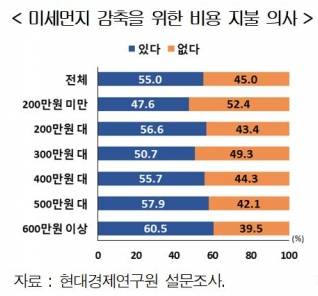 < 미세먼지 감축을 위한 비용 지불 의사 >
있다 없다
전체 55.0 45.0
200만원 미만 47.6 52.4
200만원 대 56.6 43.4
300만원 대 50.7 49.3
400만원 대 55.7 44.3
500만원 대 57.9 42.1
600만원 이상 60.5 39.5
0 20 40 60 80 100 (%)
자료 : 현대경제연구원 설문조사.